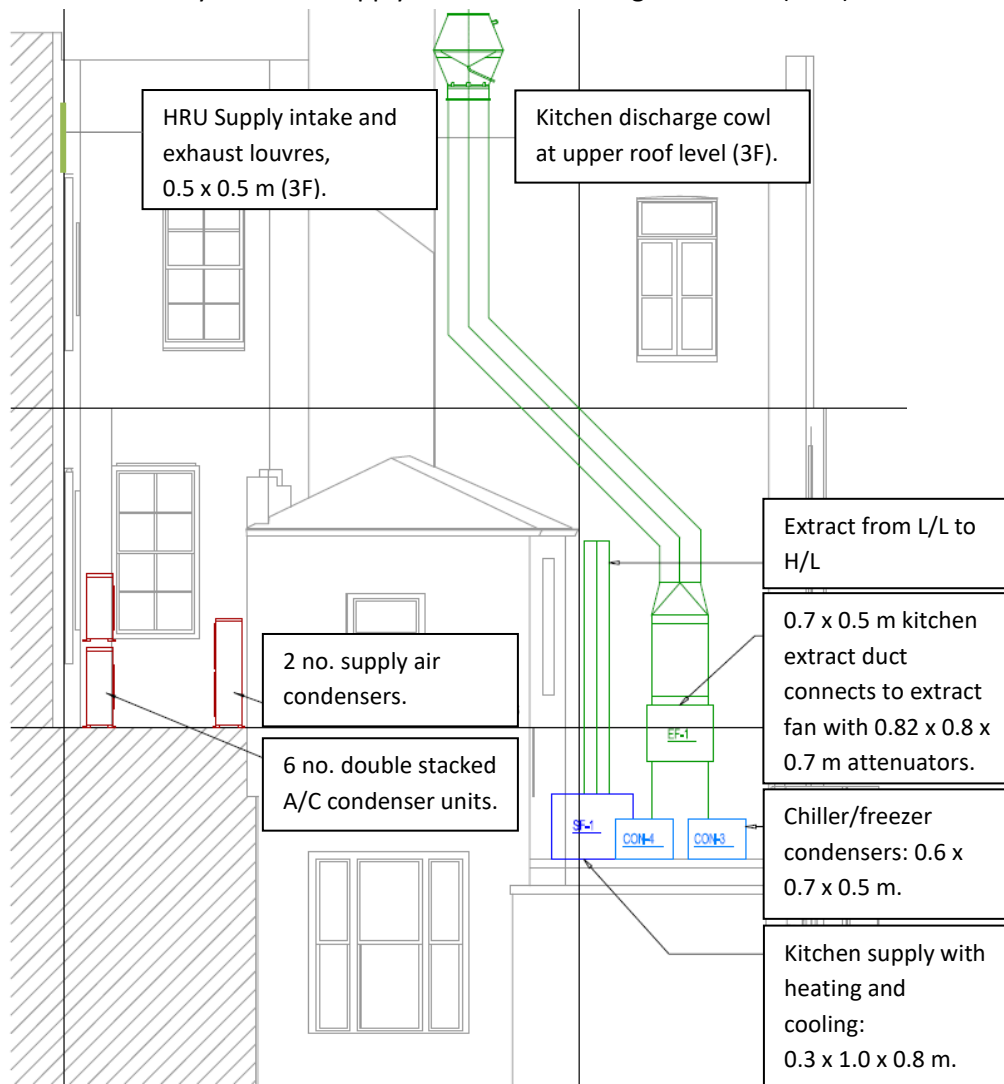 HRU Supply intake and
exhaust louvres,
0.5 x 0.5 m (3F).
Kitchen discharge cowl
at upper roof level (3F).
Extract from L/L to
H/L
0.7 x 0.5 m kitchen
extract duct
connects to extract
fan with 0.82 x 0.8 x
0.7 m attenuators.
2 no. supply air
condensers.
6 no. double stacked
A/C condenser units.
EF-1
SF-1
CON-4
CON-3
Chiller/freezer
condensers: 0.6 x
0.7 x 0.5 m.
Kitchen supply with
heating and
cooling:
0.3 x 1.0 x 0.8 m.